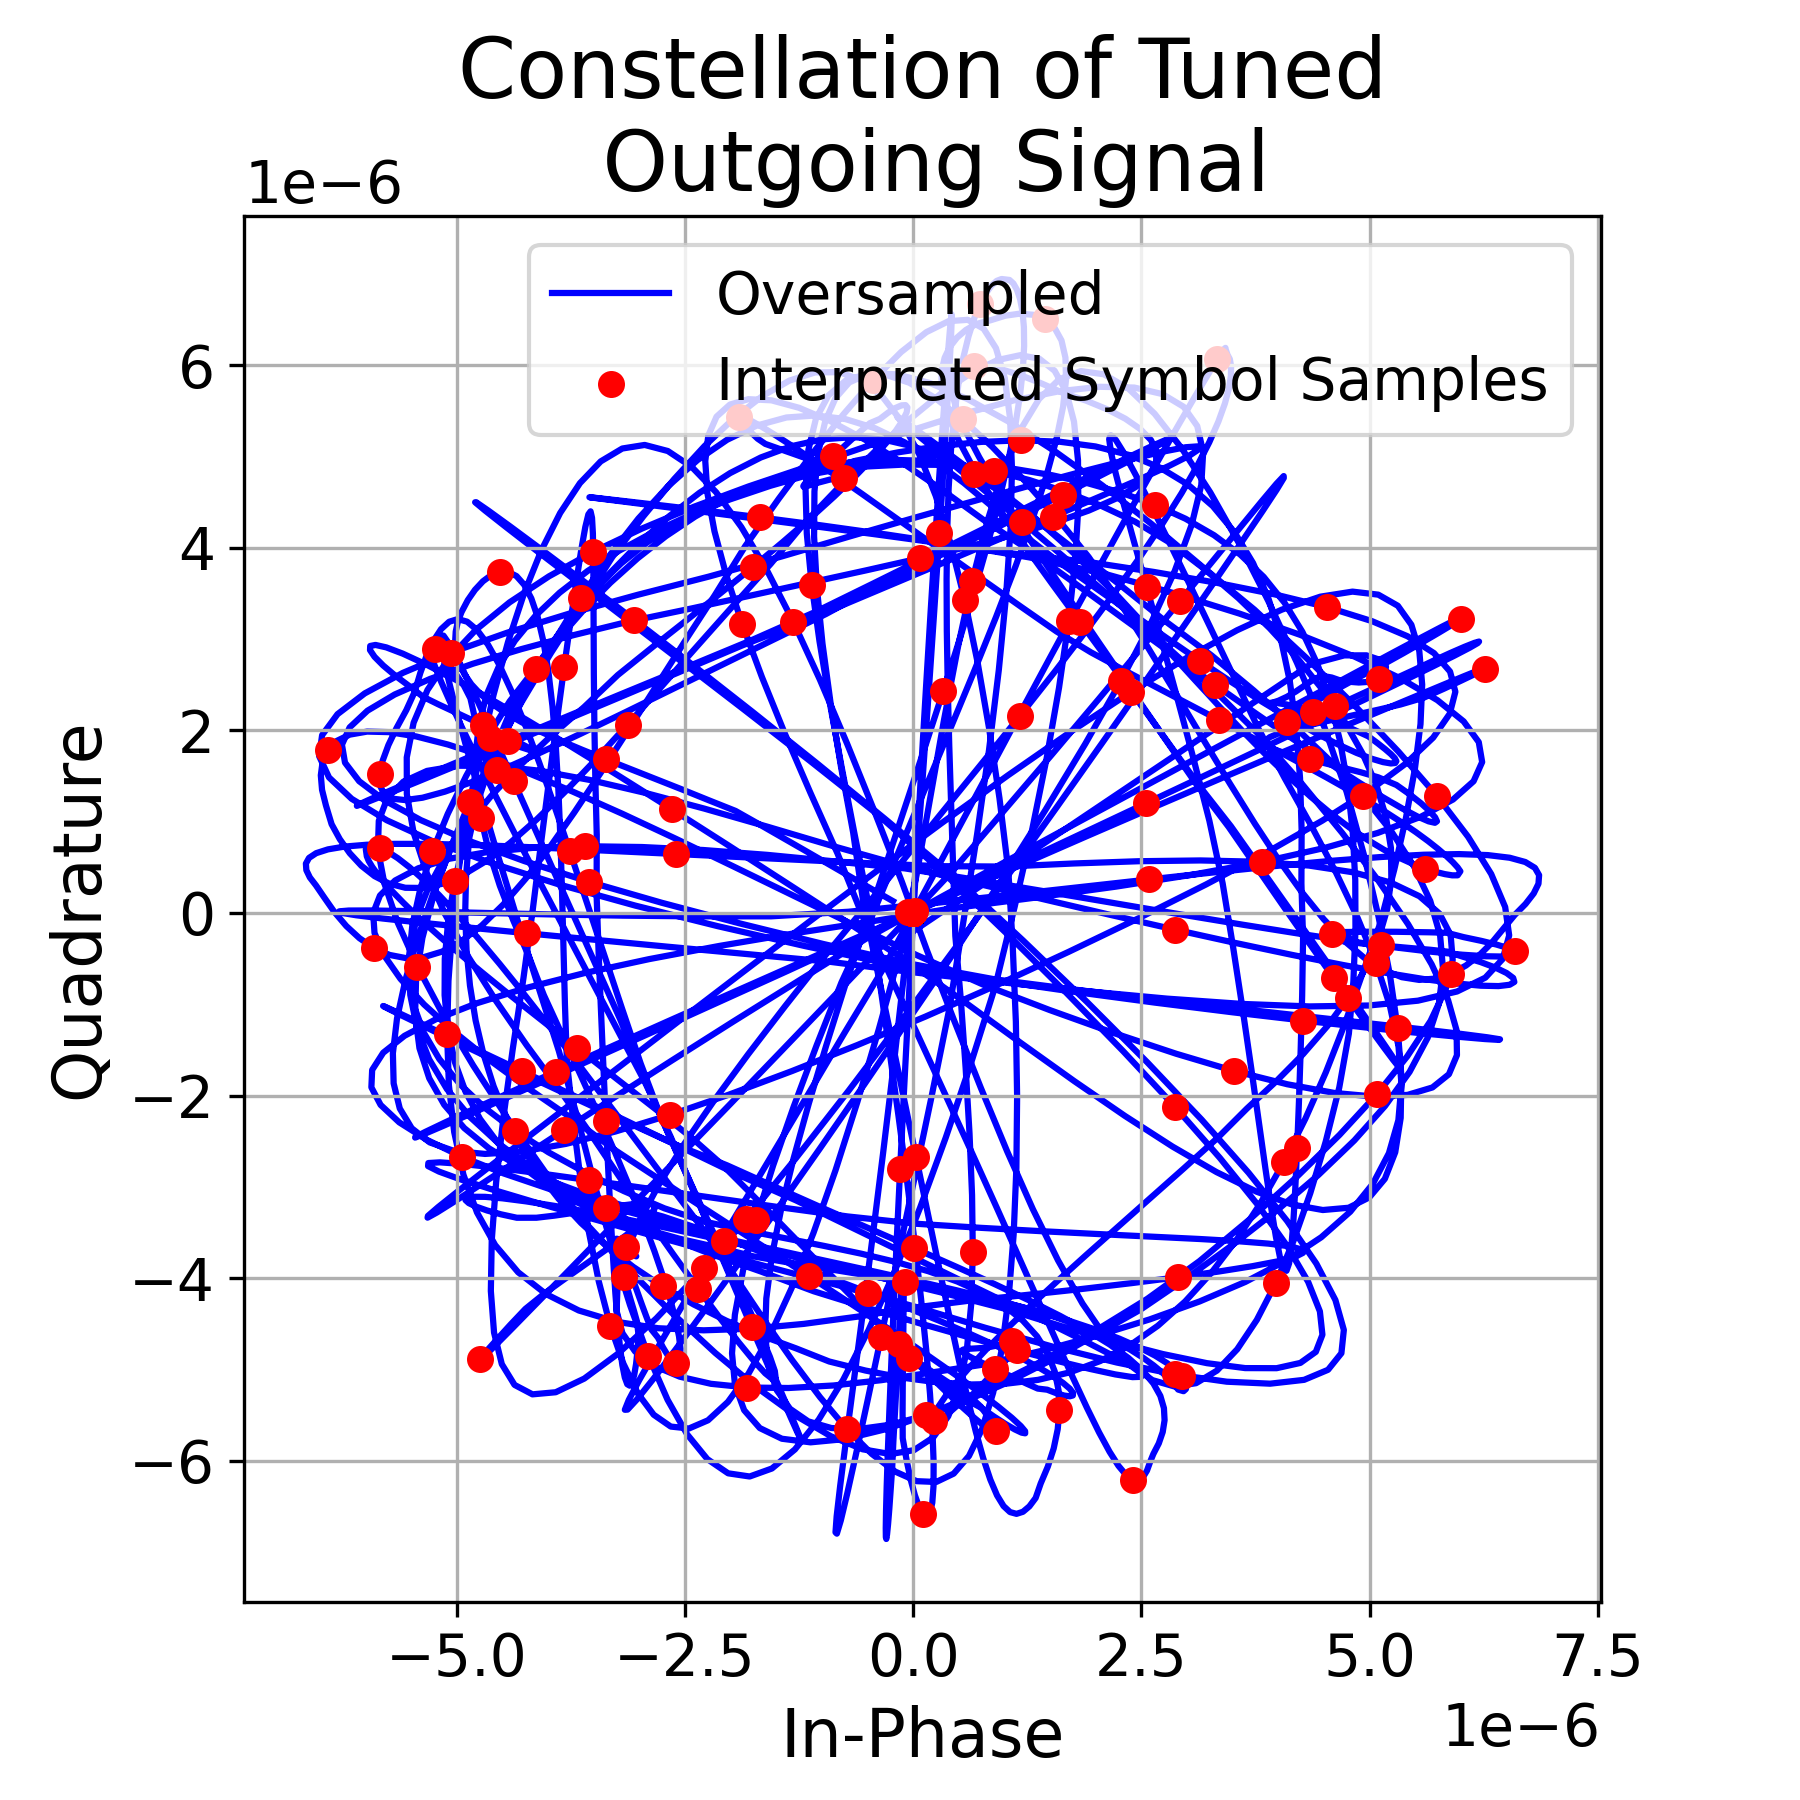 Constellation of Tuned
Outgoing Signal
1e−6
Oversampled
Interpreted Symbol Samples
6
4
2
0
−2
−4
−6
Quadrature
−5.0 −2.5 0.0 2.5 5.0 7.5
In-Phase
1e−6